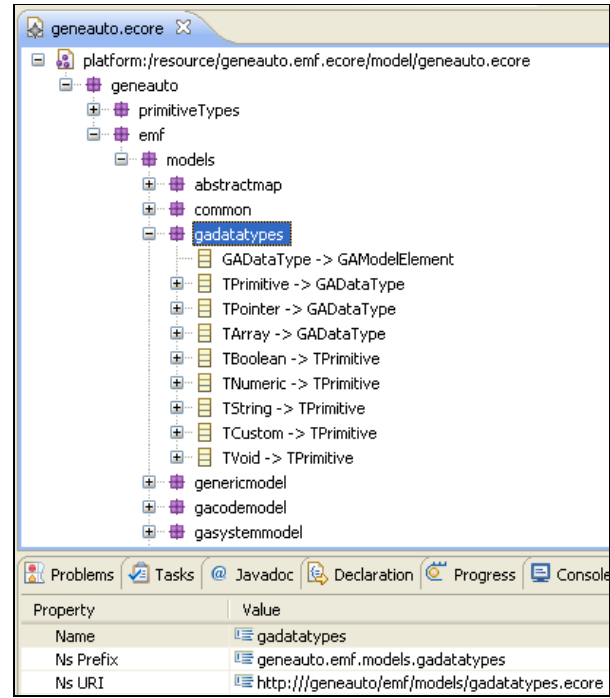 geneauto.ecore
platform:/resource/geneauto.emf.ecore/model/geneauto.ecore
geneauto
primitiveTypes
emf
models
abstractmap
common
gadatatypes
GADataType -> GAModelElement
TPrimitive -> GADataType
TPointer -> GADataType
TArray -> GADataType
TBoolean -> TPrimitive
TNumeric -> TPrimitive
TString -> TPrimitive
TCustom -> TPrimitive
TVoid -> TPrimitive
genericmodel
gacodemodel
gasystemmodel
Problems Tasks @ Javadoc Declaration Progress Console
Property Value
Name gadatatypes
Ns Prefix geneauto.emf.models.gadatatypes
Ns URI http:///geneauto/emf/models/gadatatypes.ecore